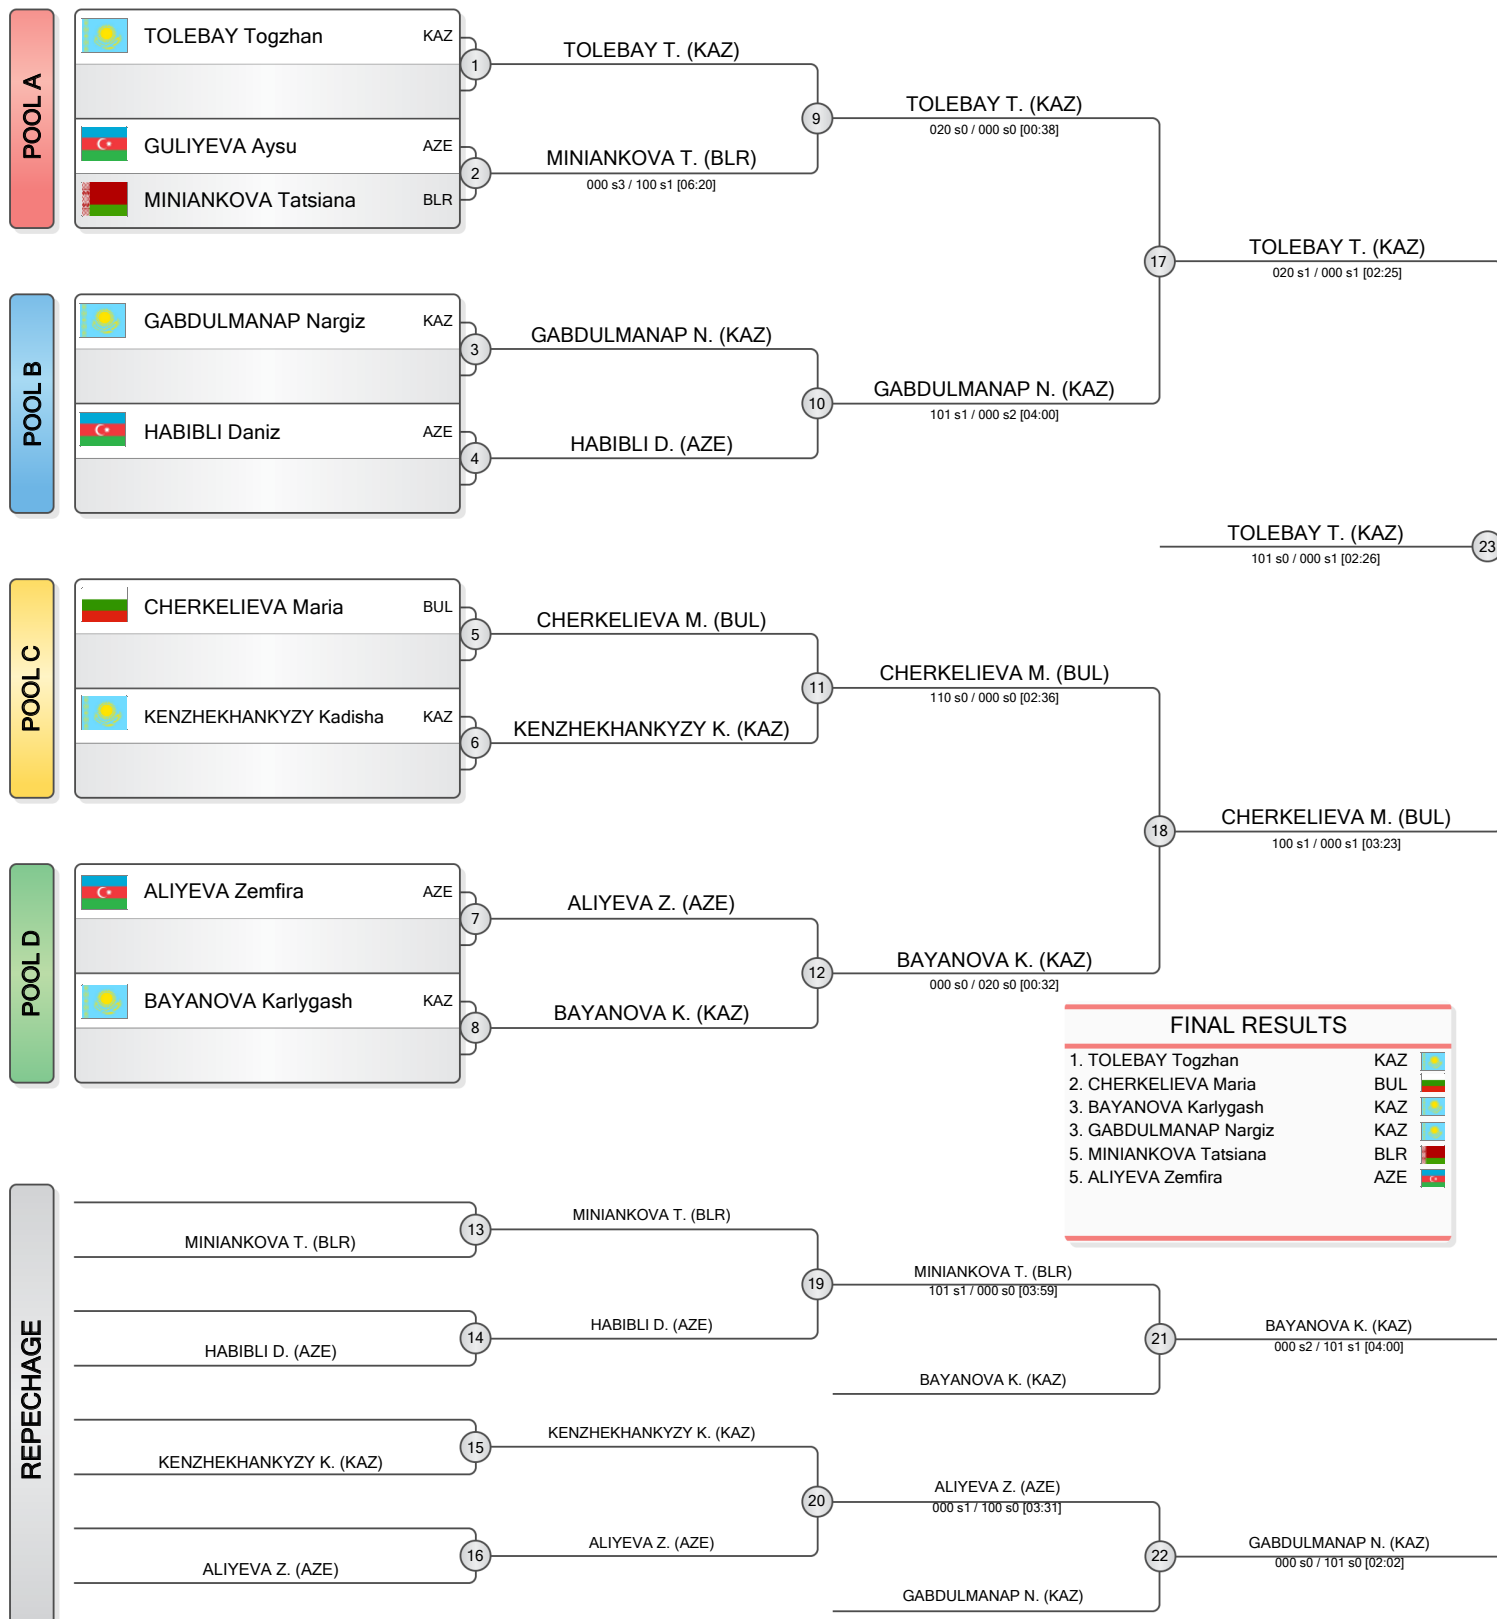 POOL A
TOLEBAY Togzhan KAZ
1
TOLEBAY T. (KAZ)
GULIYEVA Aysu AZE
MINIANKOVA Tatsiana BLR
2
MINIANKOVA T. (BLR)
000 s3 / 100 s1 [06:20]
9
TOLEBAY T. (KAZ)
020 s0 / 000 s0 [00:38]
POOL B
GABDULMANAP Nargiz KAZ
3
GABDULMANAP N. (KAZ)
HABIBLI Daniz AZE
4
HABIBLI D. (AZE)
10
GABDULMANAP N. (KAZ)
101 s1 / 000 s2 [04:00]
17
TOLEBAY T. (KAZ)
020 s1 / 000 s1 [02:25]
TOLEBAY T. (KAZ)
101 s0 / 000 s1 [02:26]
23
POOL C
CHERKELIEVA Maria BUL
5
CHERKELIEVA M. (BUL)
KENZHEKHANKYZY Kadisha KAZ
6
KENZHEKHANKYZY K. (KAZ)
11
CHERKELIEVA M. (BUL)
110 s0 / 000 s0 [02:36]
POOL D
ALIYEVA Zemfira AZE
7
ALIYEVA Z. (AZE)
BAYANOVA Karlygash KAZ
8
BAYANOVA K. (KAZ)
12
BAYANOVA K. (KAZ)
000 s0 / 020 s0 [00:32]
18
CHERKELIEVA M. (BUL)
100 s1 / 000 s1 [03:23]
FINAL RESULTS
1. TOLEBAY Togzhan KAZ
2. CHERKELIEVA Maria BUL
3. BAYANOVA Karlygash KAZ
3. GABDULMANAP Nargiz KAZ
5. MINIANKOVA Tatsiana BLR
5. ALIYEVA Zemfira AZE
REPECHAGE
MINIANKOVA T. (BLR)
13
MINIANKOVA T. (BLR)
HABIBLI D. (AZE)
14
HABIBLI D. (AZE)
19
MINIANKOVA T. (BLR)
101 s1 / 000 s0 [03:59]
BAYANOVA K. (KAZ)
21
BAYANOVA K. (KAZ)
000 s2 / 101 s1 [04:00]
KENZHEKHANKYZY K. (KAZ)
15
KENZHEKHANKYZY K. (KAZ)
ALIYEVA Z. (AZE)
16
ALIYEVA Z. (AZE)
20
ALIYEVA Z. (AZE)
000 s1 / 100 s0 [03:31]
GABDULMANAP N. (KAZ)
22
GABDULMANAP N. (KAZ)
000 s0 / 101 s0 [02:02]